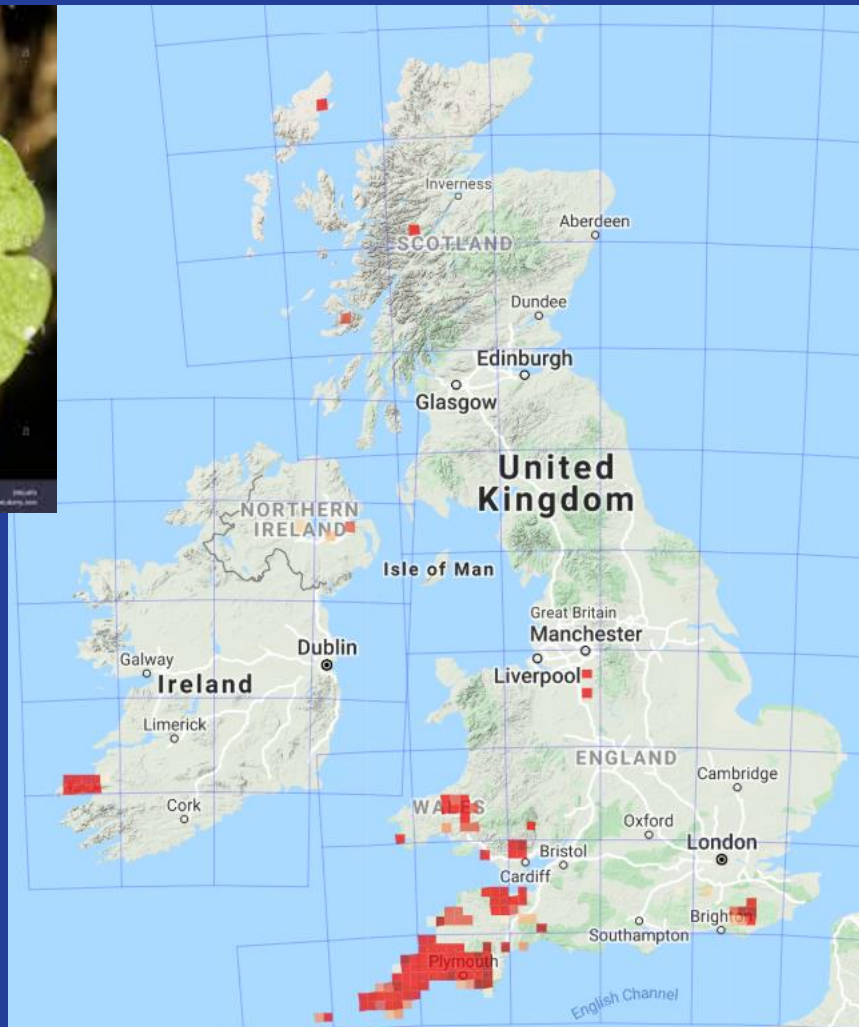 Inverness
Aberdeen
SCOTLAND
Dundee
Edinburgh
Glasgow
United
Kingdom
NORTHERN
IRELAND
Isle of Man
Great Britain
Manchester
Dublin
Galway
Liverpool
Ireland
Limerick
ENGLAND
Cambridge
WALES
Cork
Oxford
London
Bristol
Cardiff
Brighton
Southampton
Plymouth
English Channel
a
a